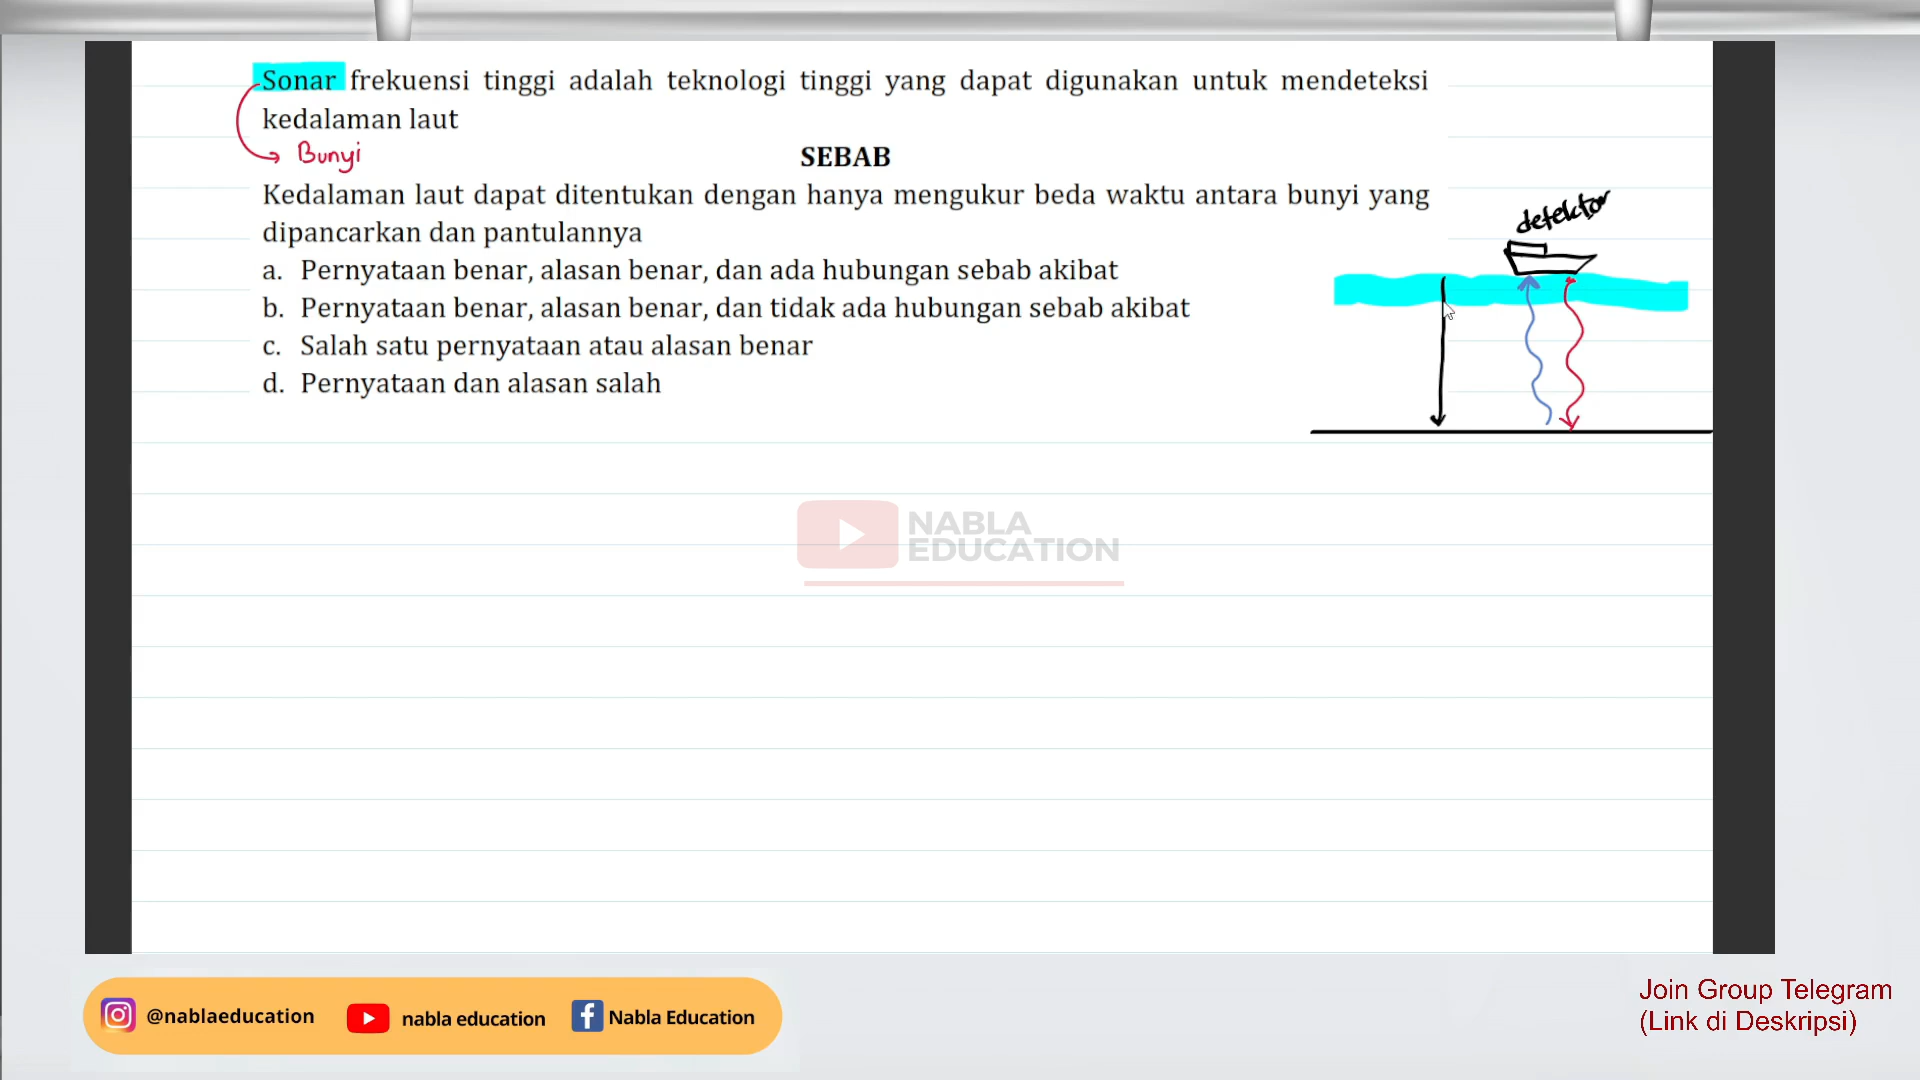 Sonar frekuensi tinggi adalah teknologi tinggi yang dapat digunakan untuk mendeteksi
kedalaman laut
Bunyi
SEBAB
Kedalaman laut dapat ditentukan dengan hanya mengukur beda waktu antara bunyi yang
dipancarkan dan pantulannya
detektor
a. Pernyataan benar, alasan benar, dan ada hubungan sebab akibat
b. Pernyataan benar, alasan benar, dan tidak ada hubungan sebab akibat
c. Salah satu pernyataan atau alasan benar
d. Pernyataan dan alasan salah
NABLA
EDUCATION
@nablaeducation
nabla education
Nabla Education
Join Group Telegram
(Link di Deskripsi)